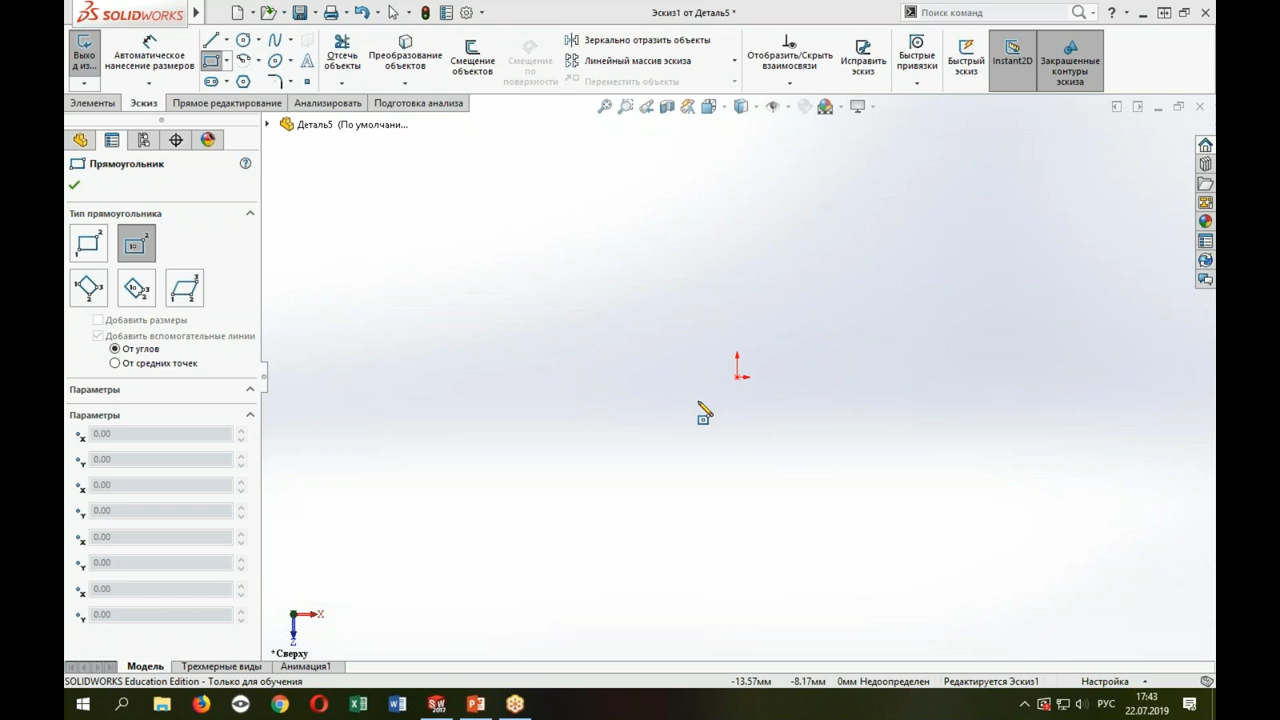 SOLIDWORKS
Эскиз1 от Деталь5 *
Поиск команд
Выхо
д из...
Автоматическое
нанесение размеров
Отсечь
объекты
Преобразование
объектов
Смещение
объектов
Смещение
по
поверхности
Зеркально отразить объекты
Линейный массив эскиза
Переместить объекты
Отобразить/Скрыть
взаимосвязи
Исправить
эскиз
Быстрые
привязки
Быстрый
эскиз
Instant2D
Закрашенные
контуры
эскиза
Элементы
Эскиз
Прямое редактирование
Анализировать
Подготовка анализа
Деталь5 (По умолчани...
Прямоугольник
Тип прямоугольника
Добавить размеры
Добавить вспомогательные линии
От углов
От средних точек
Параметры
Параметры
X 0.00
Y 0.00
X 0.00
Y 0.00
X 0.00
Y 0.00
X 0.00
Y 0.00
X
Z
*Сверху
Модель
Трехмерные виды
Анимация1
SOLIDWORKS Education Edition - Только для обучения
-13.57мм
-8.17мм
0мм Недоопределен
Редактируется Эскиз1
Настройка
РУС
17:43
22.07.2019